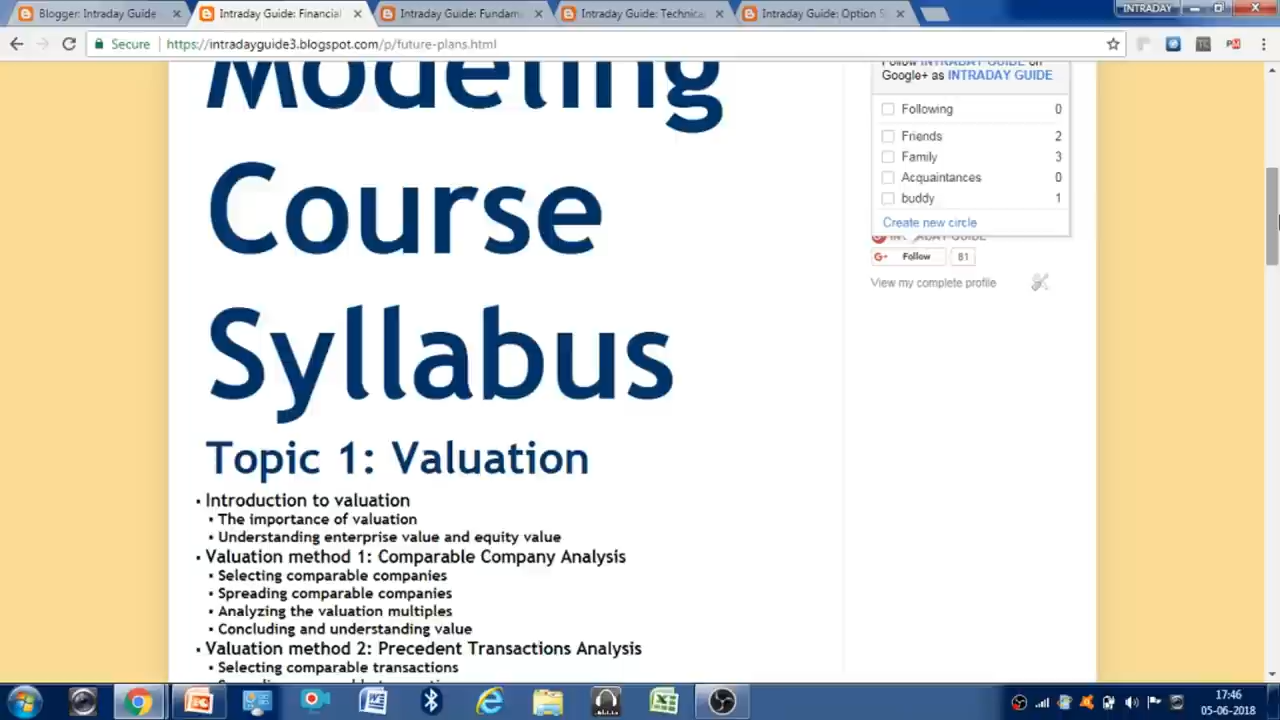 Blogger: Intraday Guide
Intraday Guide: Financial
Intraday Guide: Fundam
Intraday Guide: Technica
Intraday Guide: Option S
INTRADAY
Secure
https://intradayguide3.blogspot.com/p/future-plans.html
Modeling
Course
Syllabus
Topic 1: Valuation
• Introduction to valuation
• The importance of valuation
• Understanding enterprise value and equity value
• Valuation method 1: Comparable Company Analysis
• Selecting comparable companies
• Spreading comparable companies
• Analyzing the valuation multiples
• Concluding and understanding value
• Valuation method 2: Precedent Transactions Analysis
• Selecting comparable transactions
Follow INTRADAY GUIDE on
Google+ as INTRADAY GUIDE
Following 0
Friends 2
Family 3
Acquaintances 0
buddy 1
Create new circle
INTRADAY GUIDE
G+ Follow 81
View my complete profile
17:46
05-06-2018